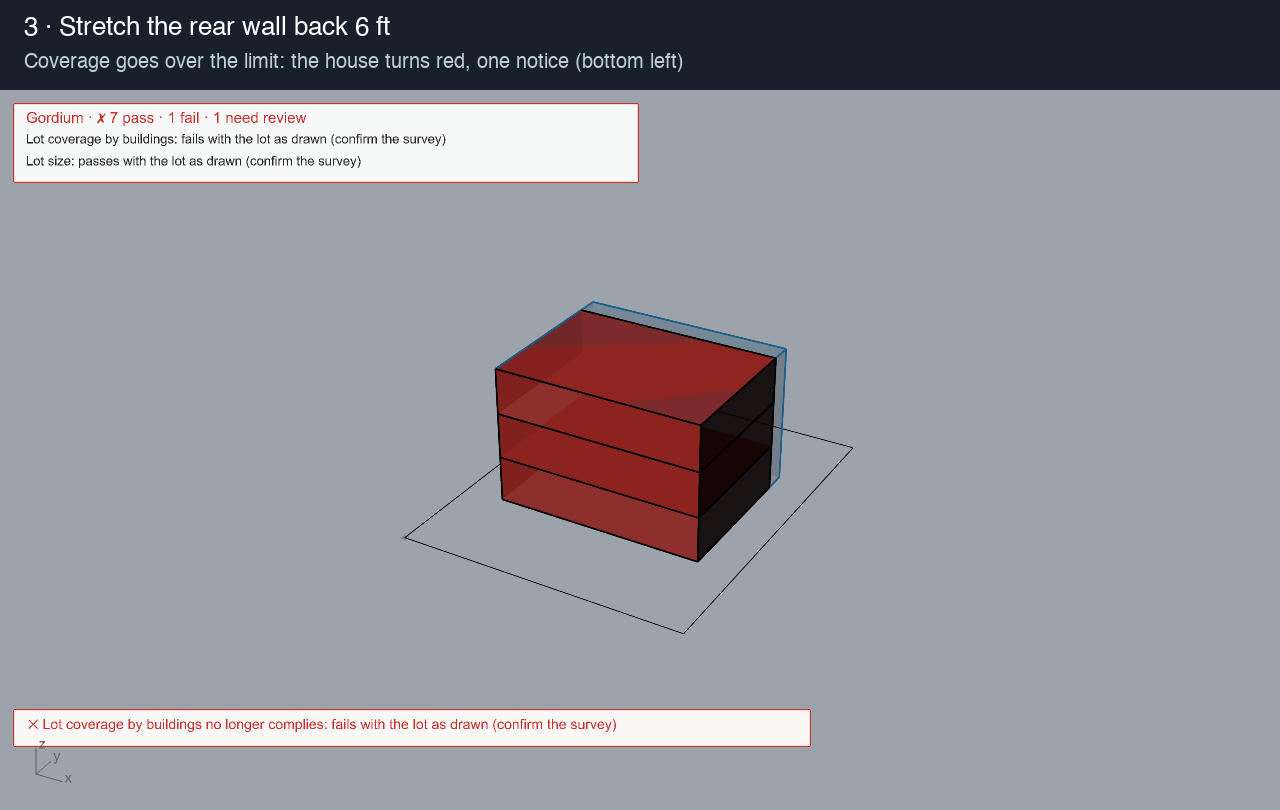 3 · Stretch the rear wall back 6 ft
Coverage goes over the limit: the house turns red, one notice (bottom left)
Gordium · ✗ 7 pass · 1 fail · 1 need review
Lot coverage by buildings: fails with the lot as drawn (confirm the survey)
Lot size: passes with the lot as drawn (confirm the survey)
✕ Lot coverage by buildings no longer complies: fails with the lot as drawn (confirm the survey)
z
y
x